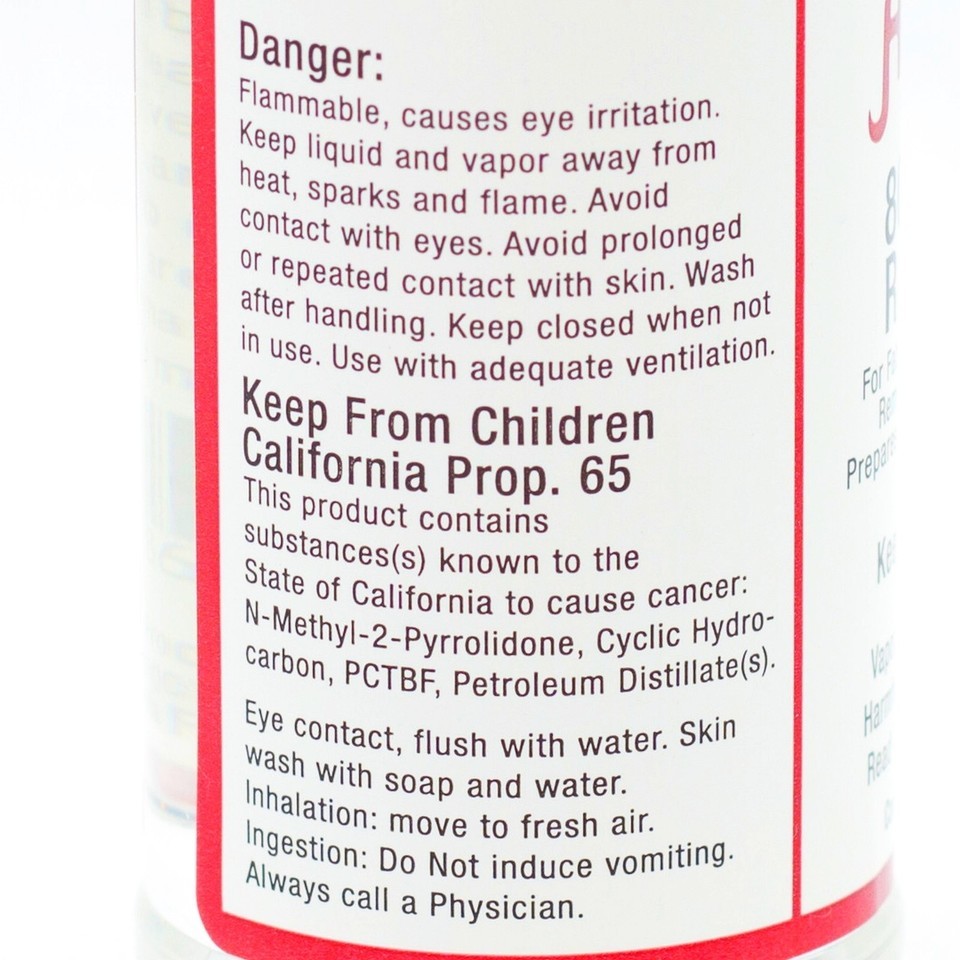 Danger:
Flammable, causes eye irritation.
Keep liquid and vapor away from
heat, sparks and flame. Avoid
contact with eyes. Avoid prolonged
or repeated contact with skin. Wash
after handling. Keep closed when not
in use. Use with adequate ventilation.
Keep From Children
California Prop. 65
This product contains
substances(s) known to the
State of California to cause cancer:
N-Methyl-2-Pyrrolidone, Cyclic Hydro-
carbon, PCTBF, Petroleum Distillate(s).
Eye contact, flush with water. Skin
wash with soap and water.
Inhalation: move to fresh air.
Ingestion: Do Not induce vomiting.
Always call a Physician.
For